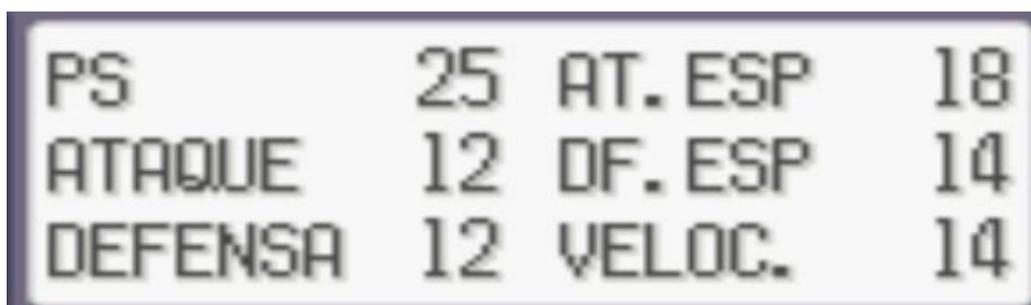 PS 25 AT.ESP 18
ATAQUE 12 DF.ESP 14
DEFENSA 12 VELOC. 14